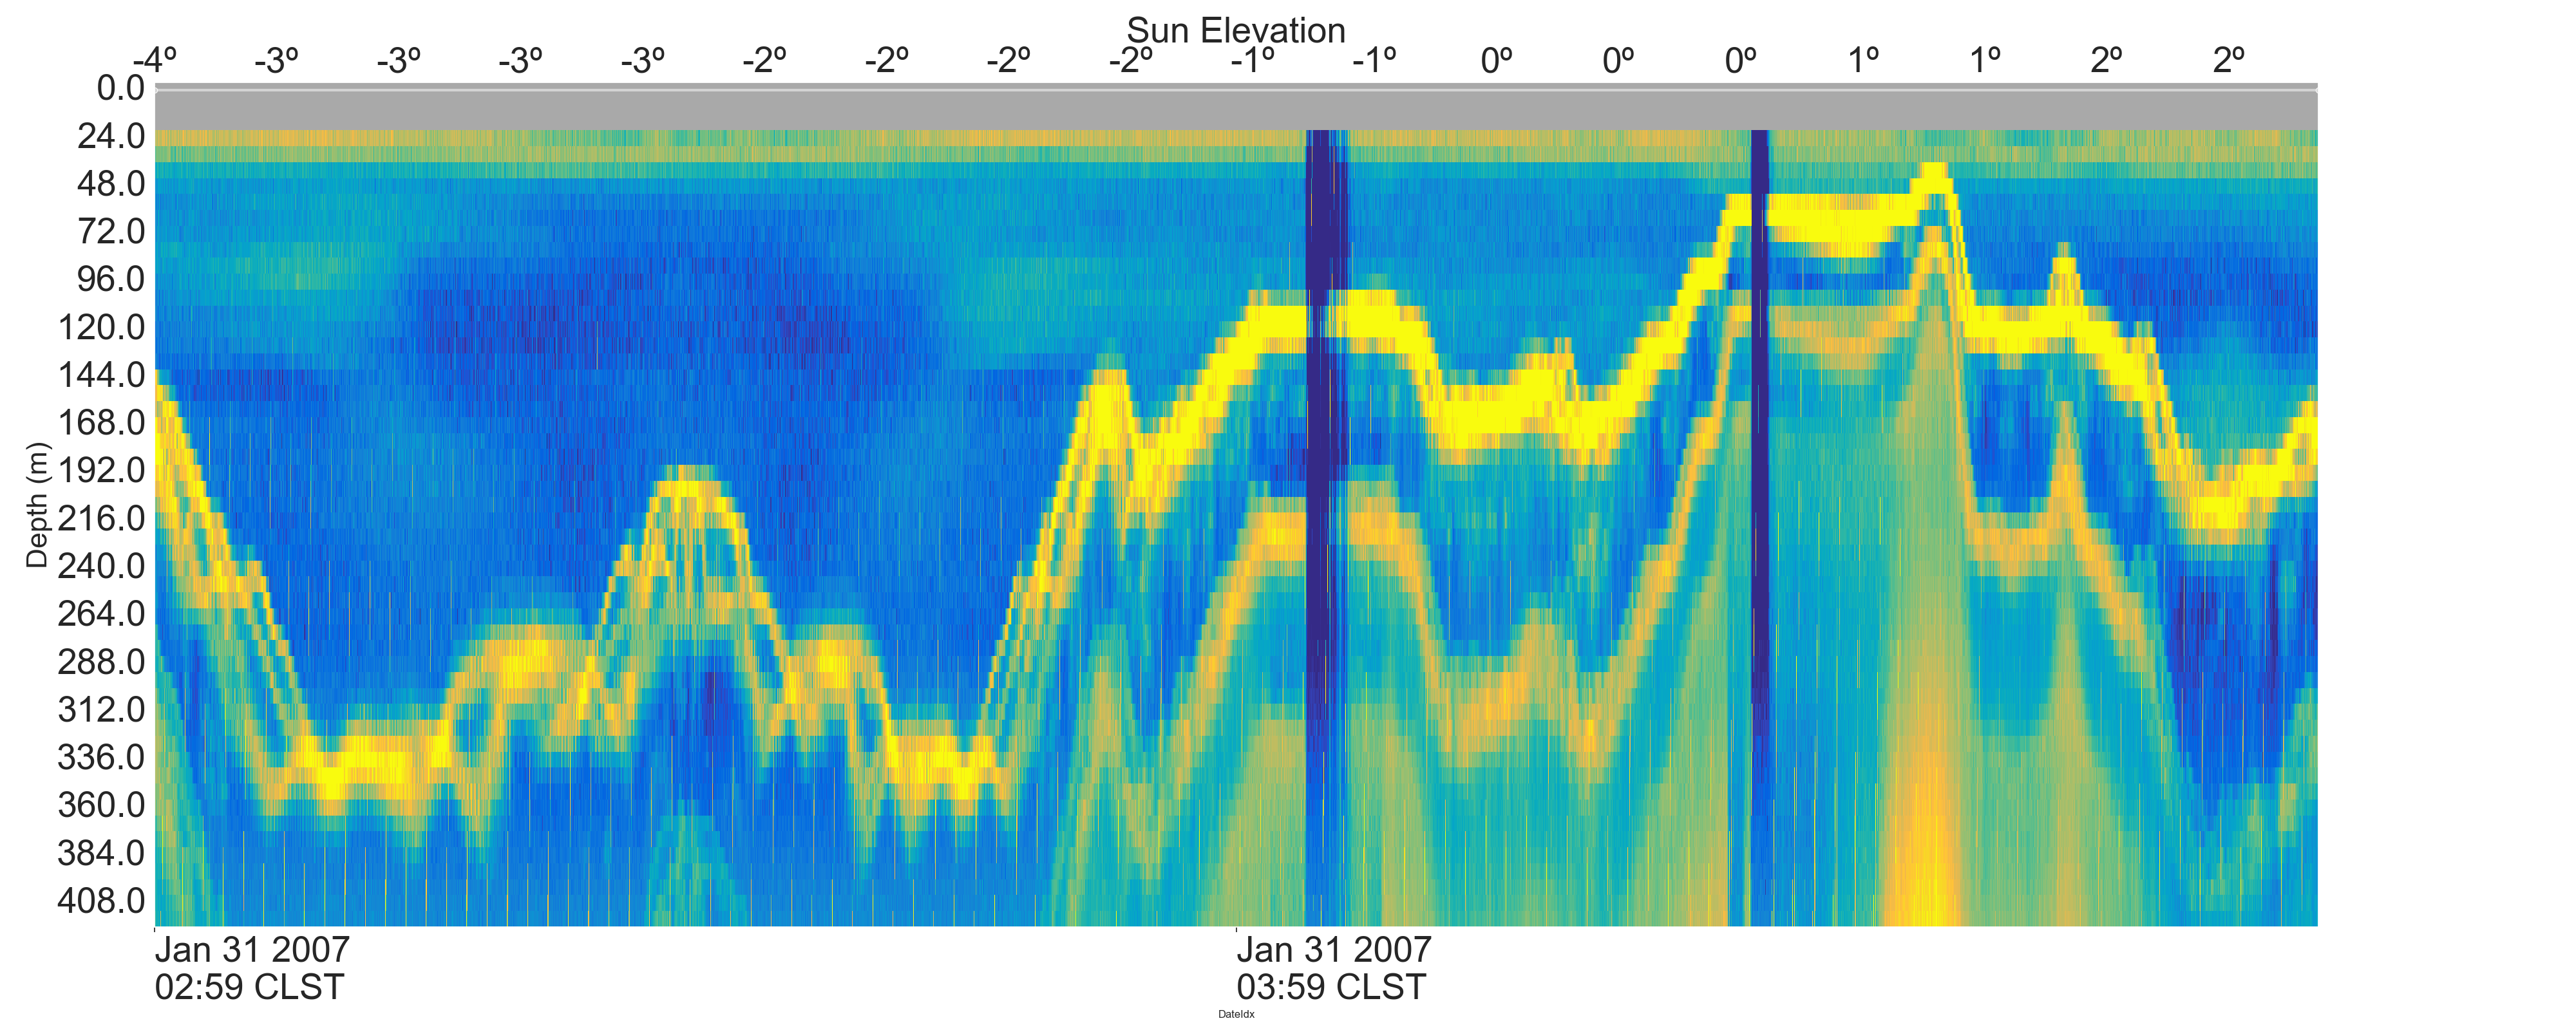 Sun Elevation
-4º -3º -3º -3º -3º -2º -2º -2º -2º -1º -1º 0º 0º 0º 1º 1º 2º 2º
0.0
24.0
48.0
72.0
96.0
120.0
144.0
168.0
192.0
216.0
240.0
264.0
288.0
312.0
336.0
360.0
384.0
408.0
Depth (m)
Jan 31 2007
02:59 CLST
Jan 31 2007
03:59 CLST
DateIdx